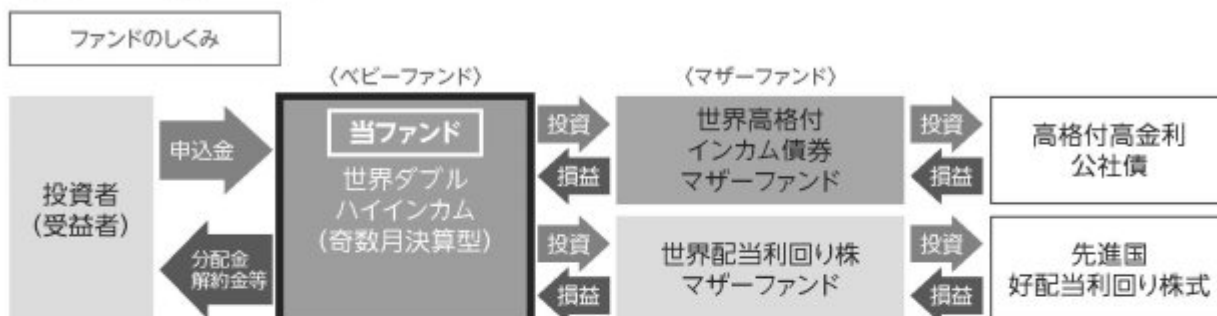 ファンドのしくみ
〈ベビーファンド〉
〈マザーファンド〉
投資者
(受益者)
申込金
分配金
解約金等
当ファンド
世界ダブル
ハイインカム
(奇数月決算型)
投資
損益
投資
損益
世界高格付
インカム債券
マザーファンド
世界配当利回り株
マザーファンド
投資
損益
投資
損益
高格付高金利
公社債
先進国
好配当利回り株式